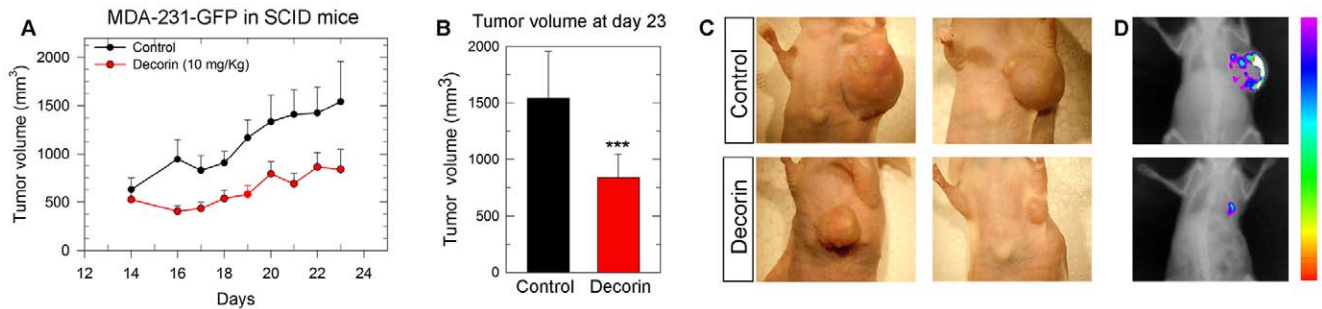 A
MDA-231-GFP in SCID mice
Control
Decorin (10 mg/Kg)
Tumor volume (mm3)
2000
1500
1000
500
0
12 14 16 18 20 22 24
Days
B
Tumor volume at day 23
Tumor volume (mm3)
2000
1500
1000
500
0
***
Control Decorin
C
Control
Decorin
D